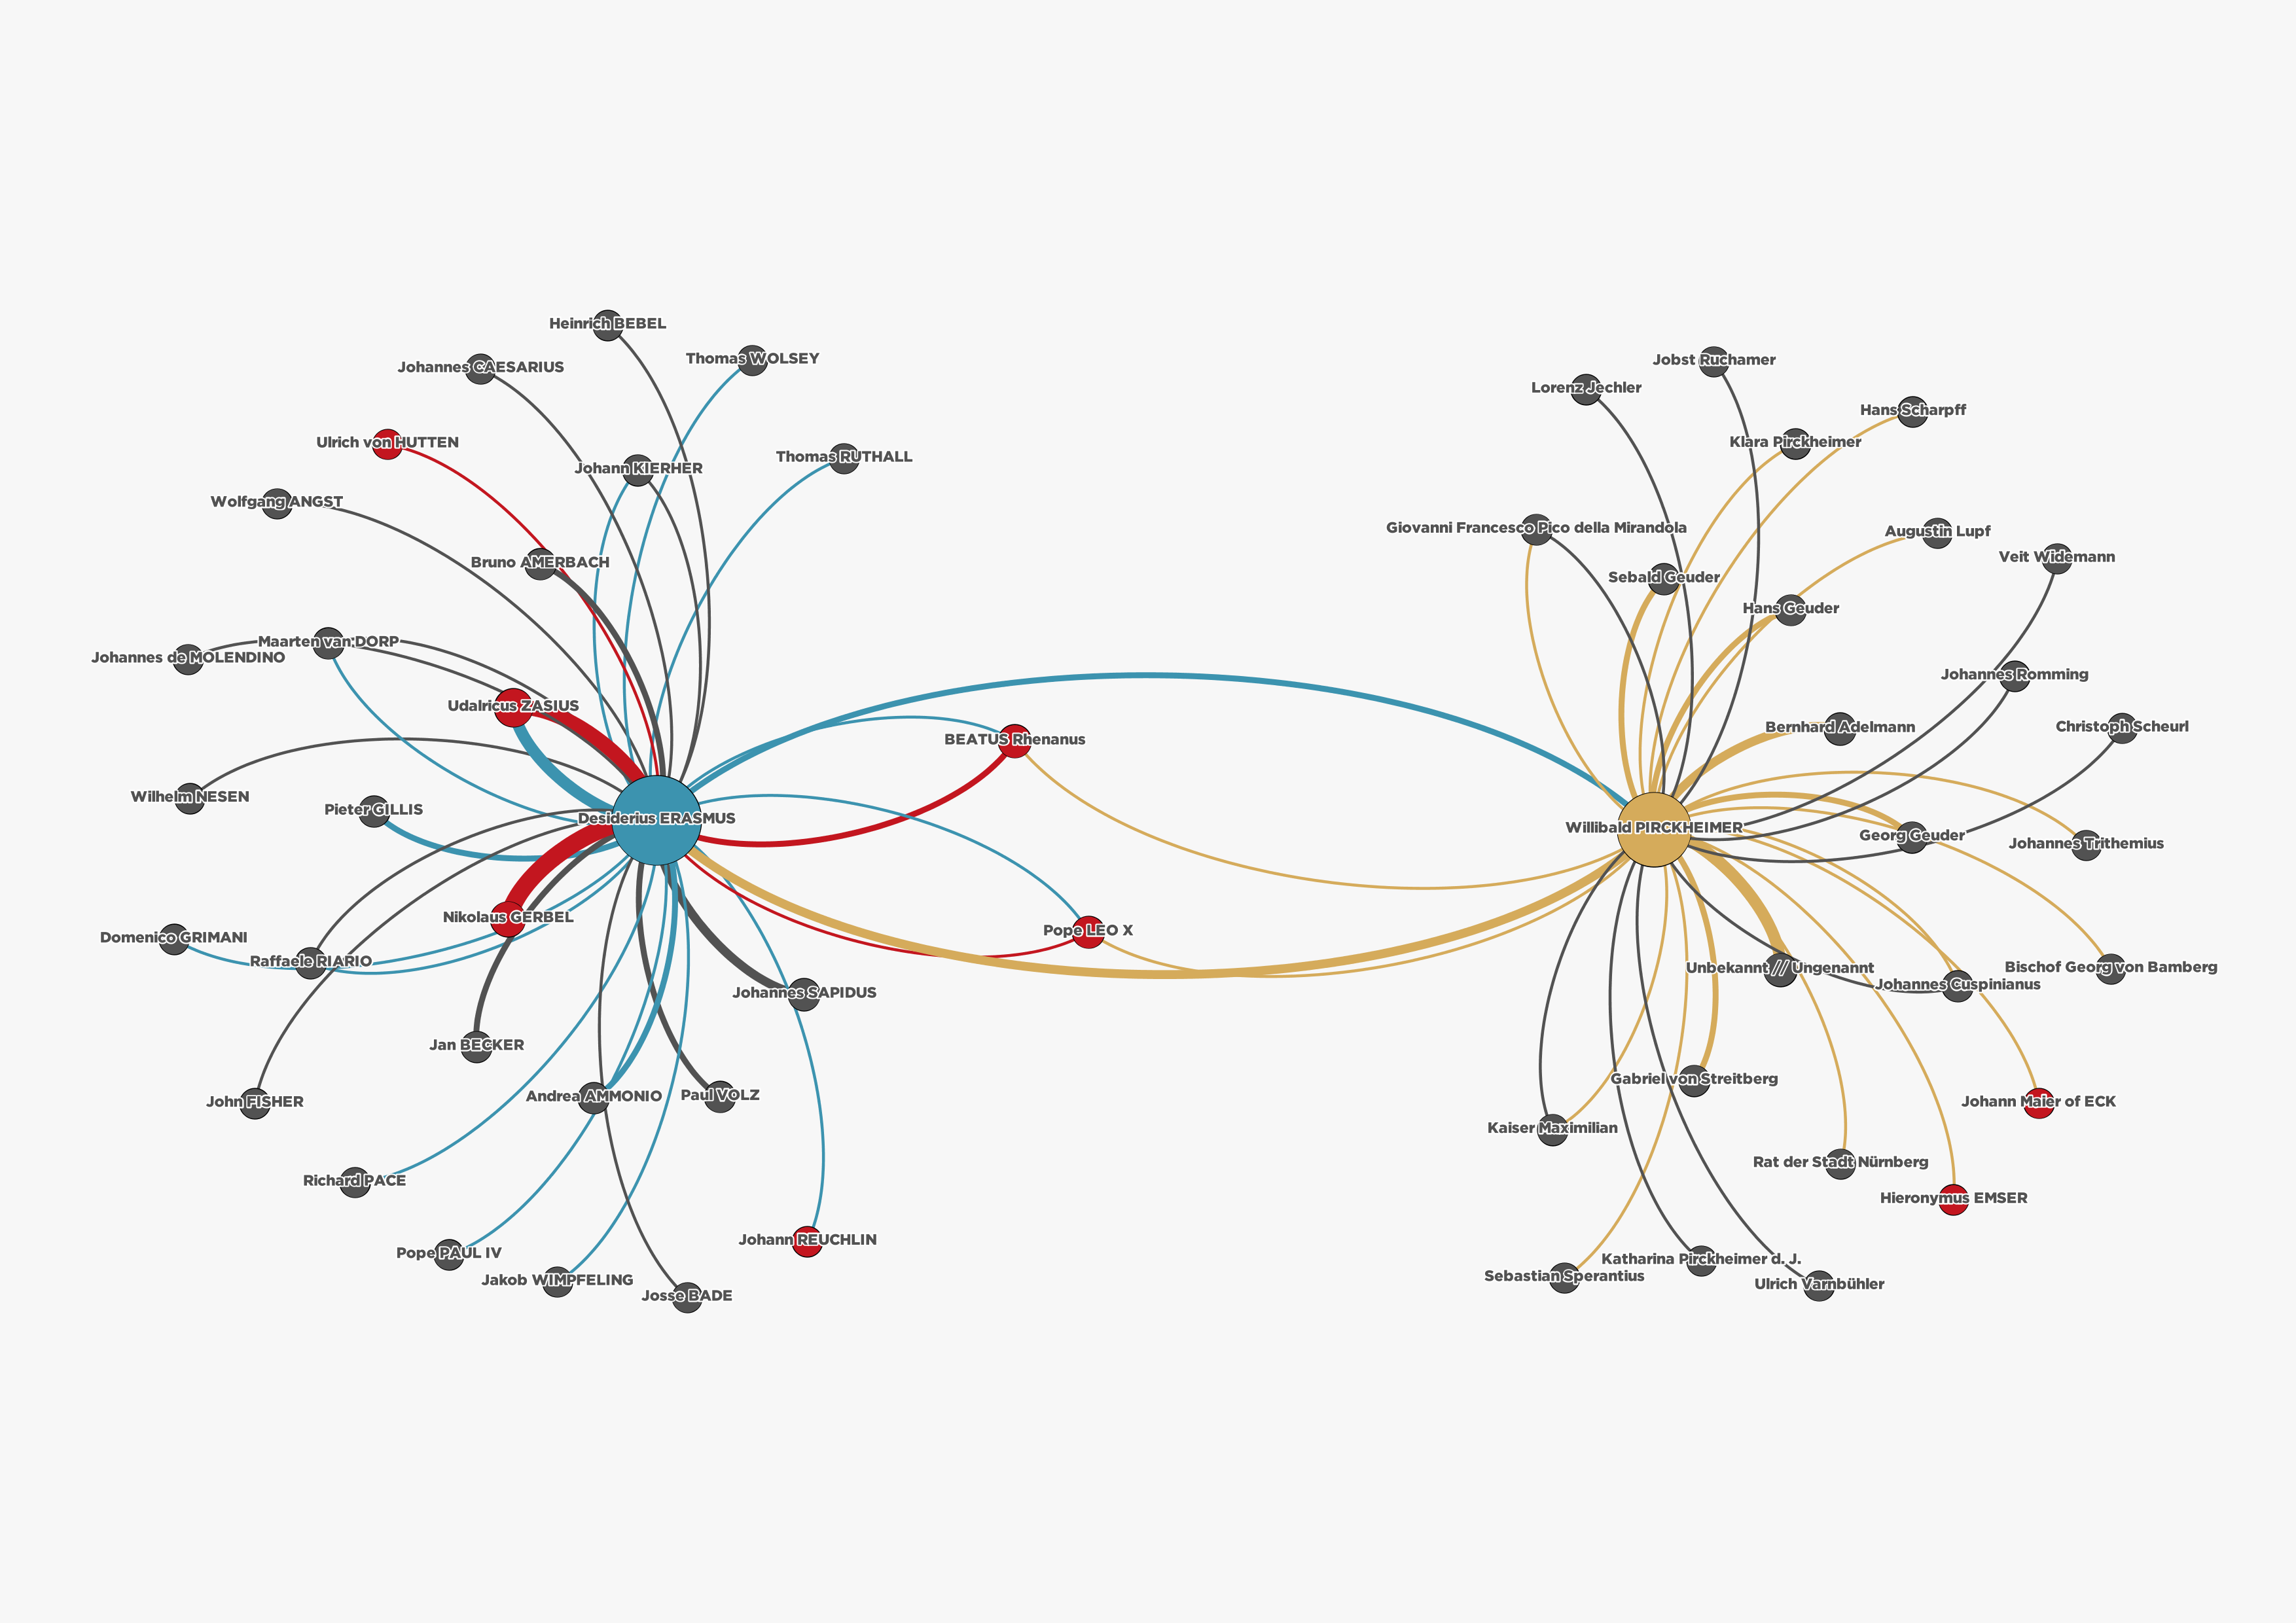 Heinrich BEBEL
Thomas WOLSEY
Johannes CAESARIUS
Ulrich von HUTTEN
Thomas RUTHALL
Johann KIERHER
Wolfgang ANGST
Bruno AMERBACH
Maarten van DORP
Johannes de MOLENDINO
Udalricus ZASIUS
Wilhelm NESEN
Pieter GILLIS
Desiderius ERASMUS
Nikolaus GERBEL
Domenico GRIMANI
Raffaele RIARIO
Johannes SAPIDUS
Jan BECKER
Andrea AMMONIO
Paul VOLZ
John FISHER
Richard PACE
Johann REUCHLIN
Pope PAUL IV
Jakob WIMPFELING
Josse BADE
BEATUS Rhenanus
Pope LEO X
Jobst Ruchamer
Lorenz Jechler
Hans Scharpff
Klara Pirckheimer
Giovanni Francesco Pico della Mirandola
Augustin Lupf
Veit Widemann
Sebald Geuder
Hans Geuder
Johannes Romming
Bernhard Adelmann
Christoph Scheurl
Willibald PIRCKHEIMER
Georg Geuder
Johannes Trithemius
Unbekannt // Ungenannt
Bischof Georg von Bamberg
Johannes Cuspinianus
Gabriel von Streitberg
Johann Maier of ECK
Kaiser Maximilian
Rat der Stadt Nürnberg
Hieronymus EMSER
Katharina Pirckheimer d. J.
Sebastian Sperantius
Ulrich Varnbühler